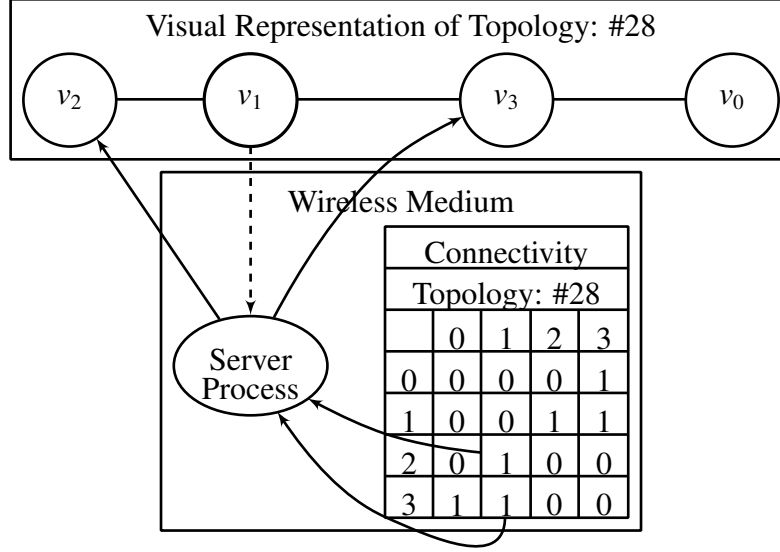 Visual Representation of Topology: #28
v2 v1 v3 v0
Wireless Medium
Connectivity
Topology: #28
0 1 2 3
0 0 0 0 1
1 0 0 1 1
2 0 1 0 0
3 1 1 0 0
Server
Process